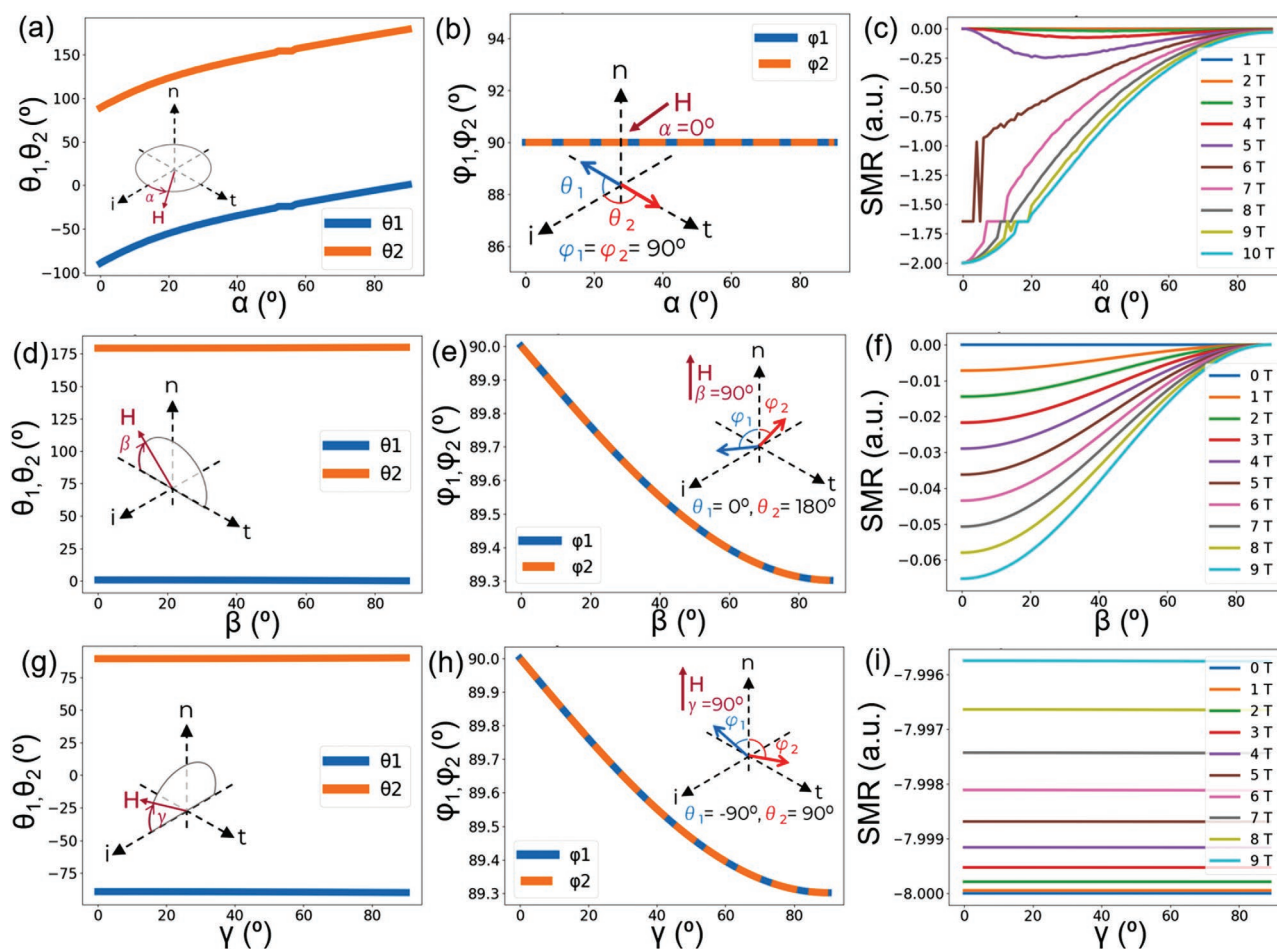 (a)
θ1,θ2 (º)
150
100
50
0
−50
−100
0
20
40
60
80
α (º)
n
i
t
α
H
θ1
θ2
(b)
φ1,φ2 (º)
94
92
90
88
86
0
20
40
60
80
α (º)
φ1
φ2
n
H
α =0º
θ1
θ2
i
t
φ1= φ2= 90º
(c)
SMR (a.u.)
0.00
−0.25
−0.50
−0.75
−1.00
−1.25
−1.50
−1.75
−2.00
0
20
40
60
80
α (º)
1 T
2 T
3 T
4 T
5 T
6 T
7 T
8 T
9 T
10 T
(d)
θ1,θ2 (º)
175
150
125
100
75
50
25
0
0
20
40
60
80
β (º)
n
H
β
i
t
θ1
θ2
(e)
φ1,φ2 (º)
90.0
89.9
89.8
89.7
89.6
89.5
89.4
89.3
0
20
40
60
80
β (º)
n
H
β=90º
φ1
φ2
i
t
θ1= 0º, θ2= 180º
φ1
φ2
(f)
SMR (a.u.)
0.00
−0.01
−0.02
−0.03
−0.04
−0.05
−0.06
0
20
40
60
80
β (º)
0 T
1 T
2 T
3 T
4 T
5 T
6 T
7 T
8 T
9 T
(g)
θ1,θ2 (º)
75
50
25
0
−25
−50
−75
0
20
40
60
80
γ (º)
n
H
γ
i
t
θ1
θ2
(h)
φ1,φ2 (º)
90.0
89.9
89.8
89.7
89.6
89.5
89.4
89.3
0
20
40
60
80
γ (º)
n
H
γ =90º
φ1
φ2
i
t
θ1= -90º, θ2= 90º
φ1
φ2
(i)
SMR (a.u.)
−7.996
−7.997
−7.998
−7.999
−8.000
0
20
40
60
80
γ (º)
0 T
1 T
2 T
3 T
4 T
5 T
6 T
7 T
8 T
9 T